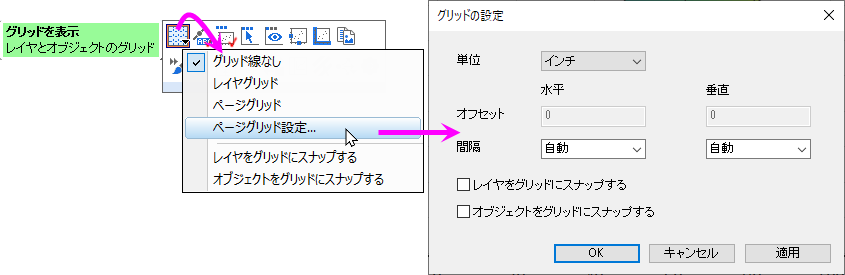 グリッドを表示
レイヤとオブジェクトのグリッド
グリッド線なし
レイヤグリッド
ページグリッド
ページグリッド設定...
レイヤをグリッドにスナップする
オブジェクトをグリッドにスナップする
グリッドの設定
単位 インチ
水平 垂直
オフセット 0 0
間隔 自動 自動
レイヤをグリッドにスナップする
オブジェクトをグリッドにスナップする
OK キャンセル 適用